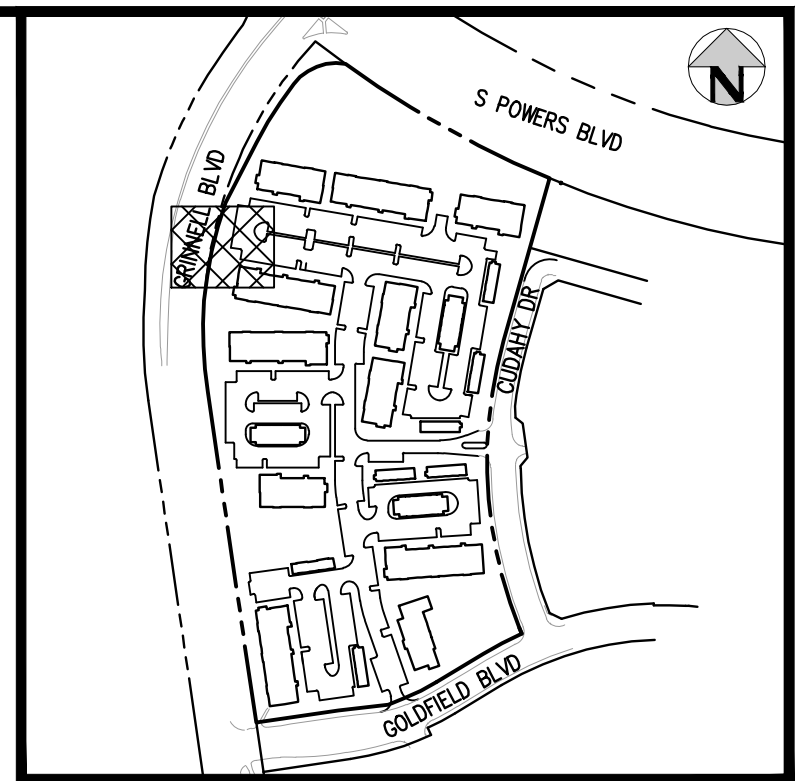 N
S POWERS BLVD
GRINNELL BLVD
CUDAHY DR
GOLDFIELD BLVD